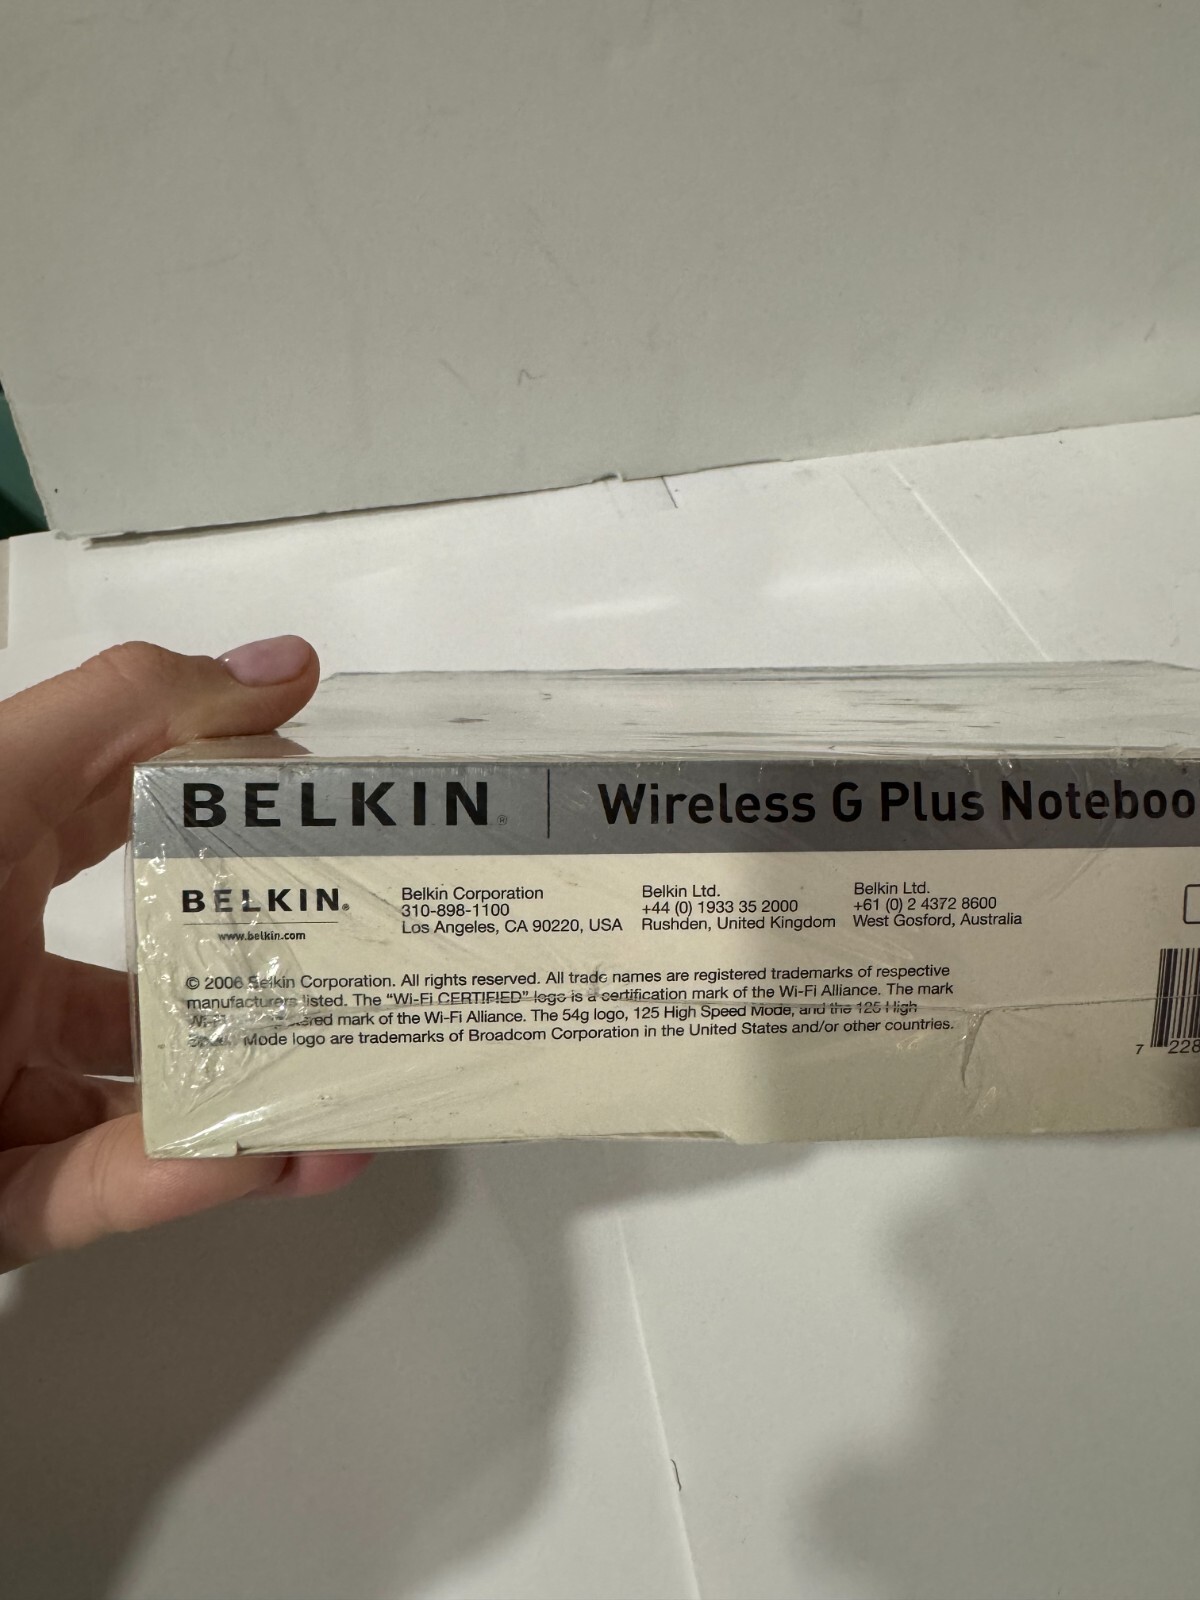 BELKIN® | Wireless G Plus Noteboo
BELKIN®
www.belkin.com
Belkin Corporation
310-898-1100
Los Angeles, CA 90220, USA
Belkin Ltd.
+44 (0) 1933 35 2000
Rushden, United Kingdom
Belkin Ltd.
+61 (0) 2 4372 8600
West Gosford, Australia
© 2006 Belkin Corporation. All rights reserved. All trade names are registered trademarks of respective
manufacturers listed. The "Wi-Fi CERTIFIED" logo is a certification mark of the Wi-Fi Alliance. The mark
mark of the Wi-Fi Alliance. The 54g logo, 125 High Speed Mode, and the 125 High
Mode logo are trademarks of Broadcom Corporation in the United States and/or other countries.
7 228